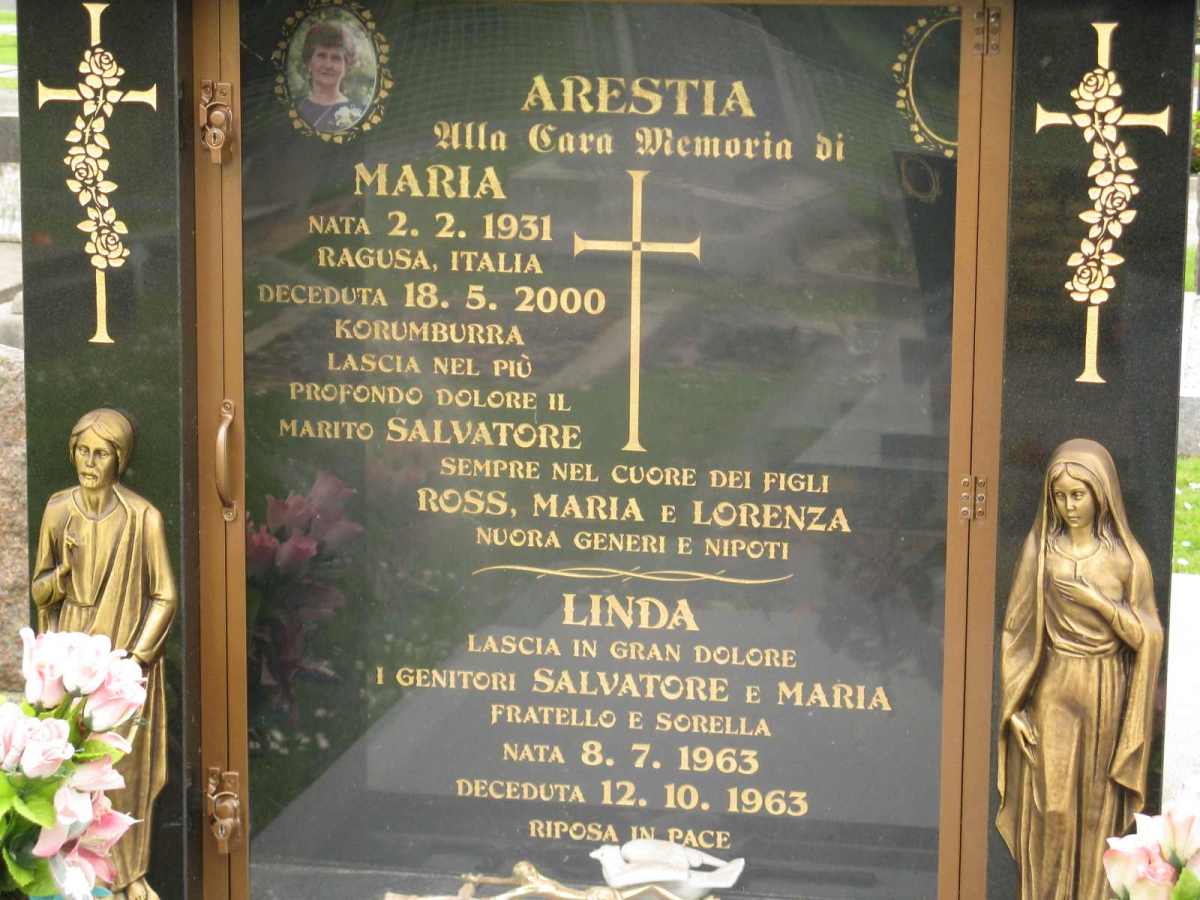 ARESTIA
Alla Cara Memoria di
MARIA
NATA 2. 2. 1931
RAGUSA, ITALIA
DECEDUTA 18. 5. 2000
KORUMBURRA
LASCIA NEL PIÙ
PROFONDO DOLORE IL
MARITO SALVATORE
SEMPRE NEL CUORE DEI FIGLI
ROSS, MARIA E LORENZA
NUORA GENERI E NIPOTI
LINDA
LASCIA IN GRAN DOLORE
I GENITORI SALVATORE E MARIA
FRATELLO E SORELLA
NATA 8. 7. 1963
DECEDUTA 12. 10. 1963
RIPOSA IN PACE